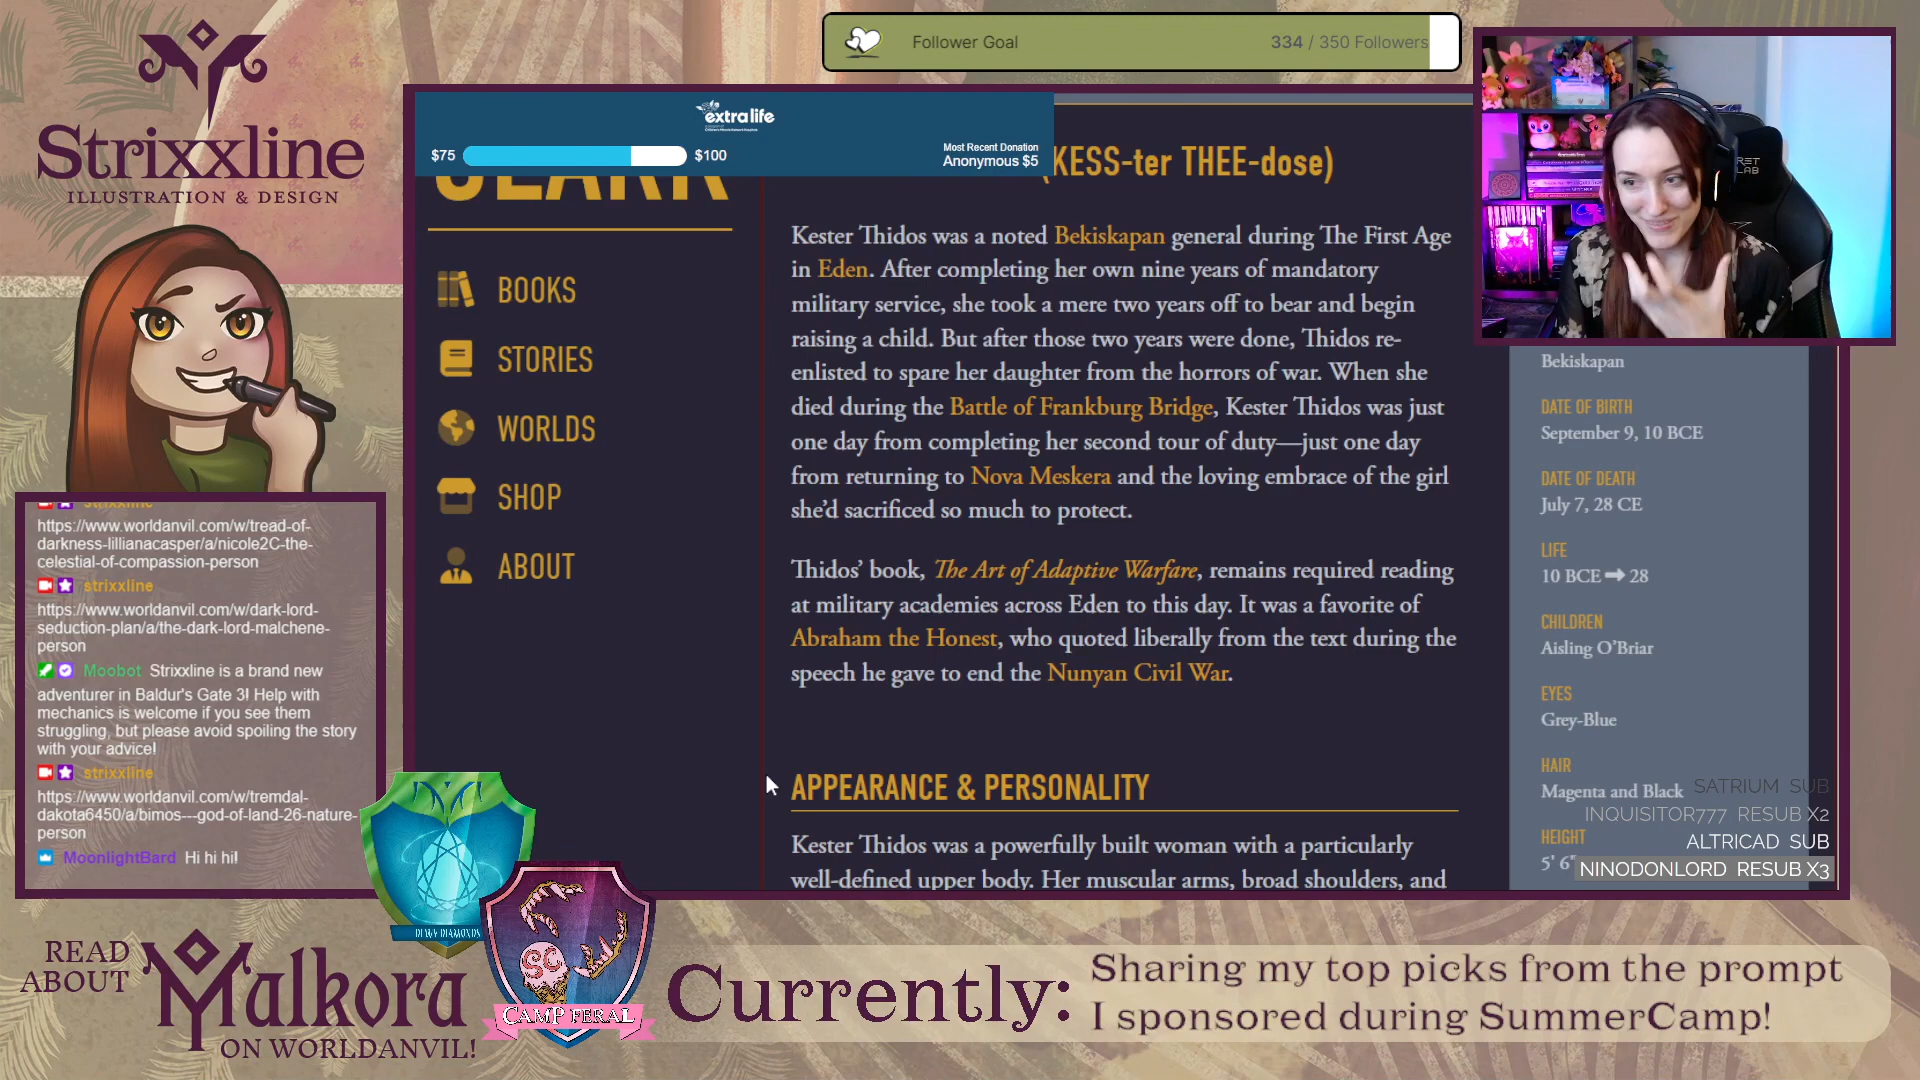 Strixxline
ILLUSTRATION & DESIGN
Follower Goal
334 / 350 Followers
extralife
$75
$100
Most Recent Donation
Anonymous $5
(KESS-ter THEE-dose)
BOOKS
STORIES
WORLDS
SHOP
ABOUT
Kester Thidos was a noted Bekiskapan general during The First Age
in Eden. After completing her own nine years of mandatory
military service, she took a mere two years off to bear and begin
raising a child. But after those two years were done, Thidos re-
enlisted to spare her daughter from the horrors of war. When she
died during the Battle of Frankburg Bridge, Kester Thidos was just
one day from completing her second tour of duty—just one day
from returning to Nova Meskera and the loving embrace of the girl
she’d sacrificed so much to protect.
Thidos’ book, The Art of Adaptive Warfare, remains required reading
at military academies across Eden to this day. It was a favorite of
Abraham the Honest, who quoted liberally from the text during the
speech he gave to end the Nunyan Civil War.
APPEARANCE & PERSONALITY
Kester Thidos was a powerfully built woman with a particularly
well-defined upper body. Her muscular arms, broad shoulders, and
Bekiskapan
DATE OF BIRTH
September 9, 10 BCE
DATE OF DEATH
July 7, 28 CE
LIFE
10 BCE ➡ 28
CHILDREN
Aisling O’Briar
EYES
Grey-Blue
HAIR
Magenta and Black
HEIGHT
5' 6"
SATRIUM SUB
INQUISITOR777 RESUB X2
ALTRICAD SUB
NINODONLORD RESUB X3
strixxline
https://www.worldanvil.com/w/tread-of-
darkness-lillianacasper/a/nicole2C-the-
celestial-of-compassion-person
strixxline
https://www.worldanvil.com/w/dark-lord-
seduction-plan/a/the-dark-lord-malchene-
person
Moobot Strixxline is a brand new
adventurer in Baldur's Gate 3! Help with
mechanics is welcome if you see them
struggling, but please avoid spoiling the story
with your advice!
strixxline
https://www.worldanvil.com/w/tremdal-
dakota6450/a/bimos---god-of-land-26-nature-
person
MoonlightBard Hi hi hi!
DIAMONDS
SC
CAMP FERAL
READ
ABOUT
Malkora
ON WORLDANVIL!
Currently:
Sharing my top picks from the prompt
I sponsored during SummerCamp!